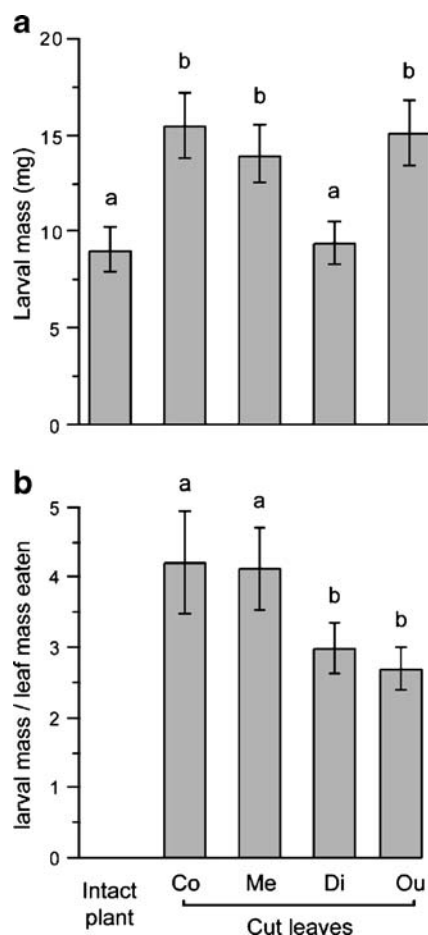 a
20
15
10
5
0
Larval mass (mg)
a
b
b
a
b
b
5
4
3
2
1
0
larval mass / leaf mass eaten
a
a
b
b
Intact plant
Co Me Di Ou
Cut leaves